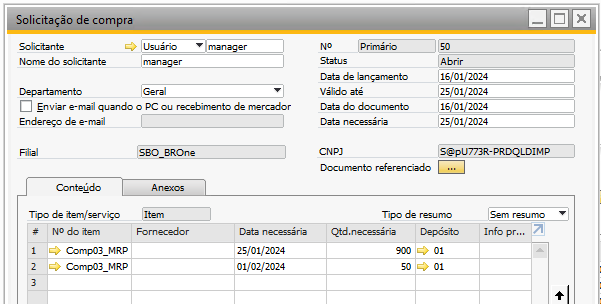 Solicitação de compra
Solicitante Usuário manager Nº Primário 50
Nome do solicitante manager Status Abrir
Data de lançamento 16/01/2024
Departamento Geral Válido até 25/01/2024
Enviar e-mail quando o PC ou recebimento de mercador Data do documento 16/01/2024
Endereço de e-mail Data necessária 25/01/2024
Filial SBO_BROne CNPJ S@pU773R-PRDQLDIMP
Documento referenciado ...
Conteúdo Anexos
Tipo de item/serviço Item Tipo de resumo Sem resumo
# Nº do item Fornecedor Data necessária Qtd.necessária Depósito Info pr...
1 Comp03_MRP 25/01/2024 900 01
2 Comp03_MRP 01/02/2024 50 01
3